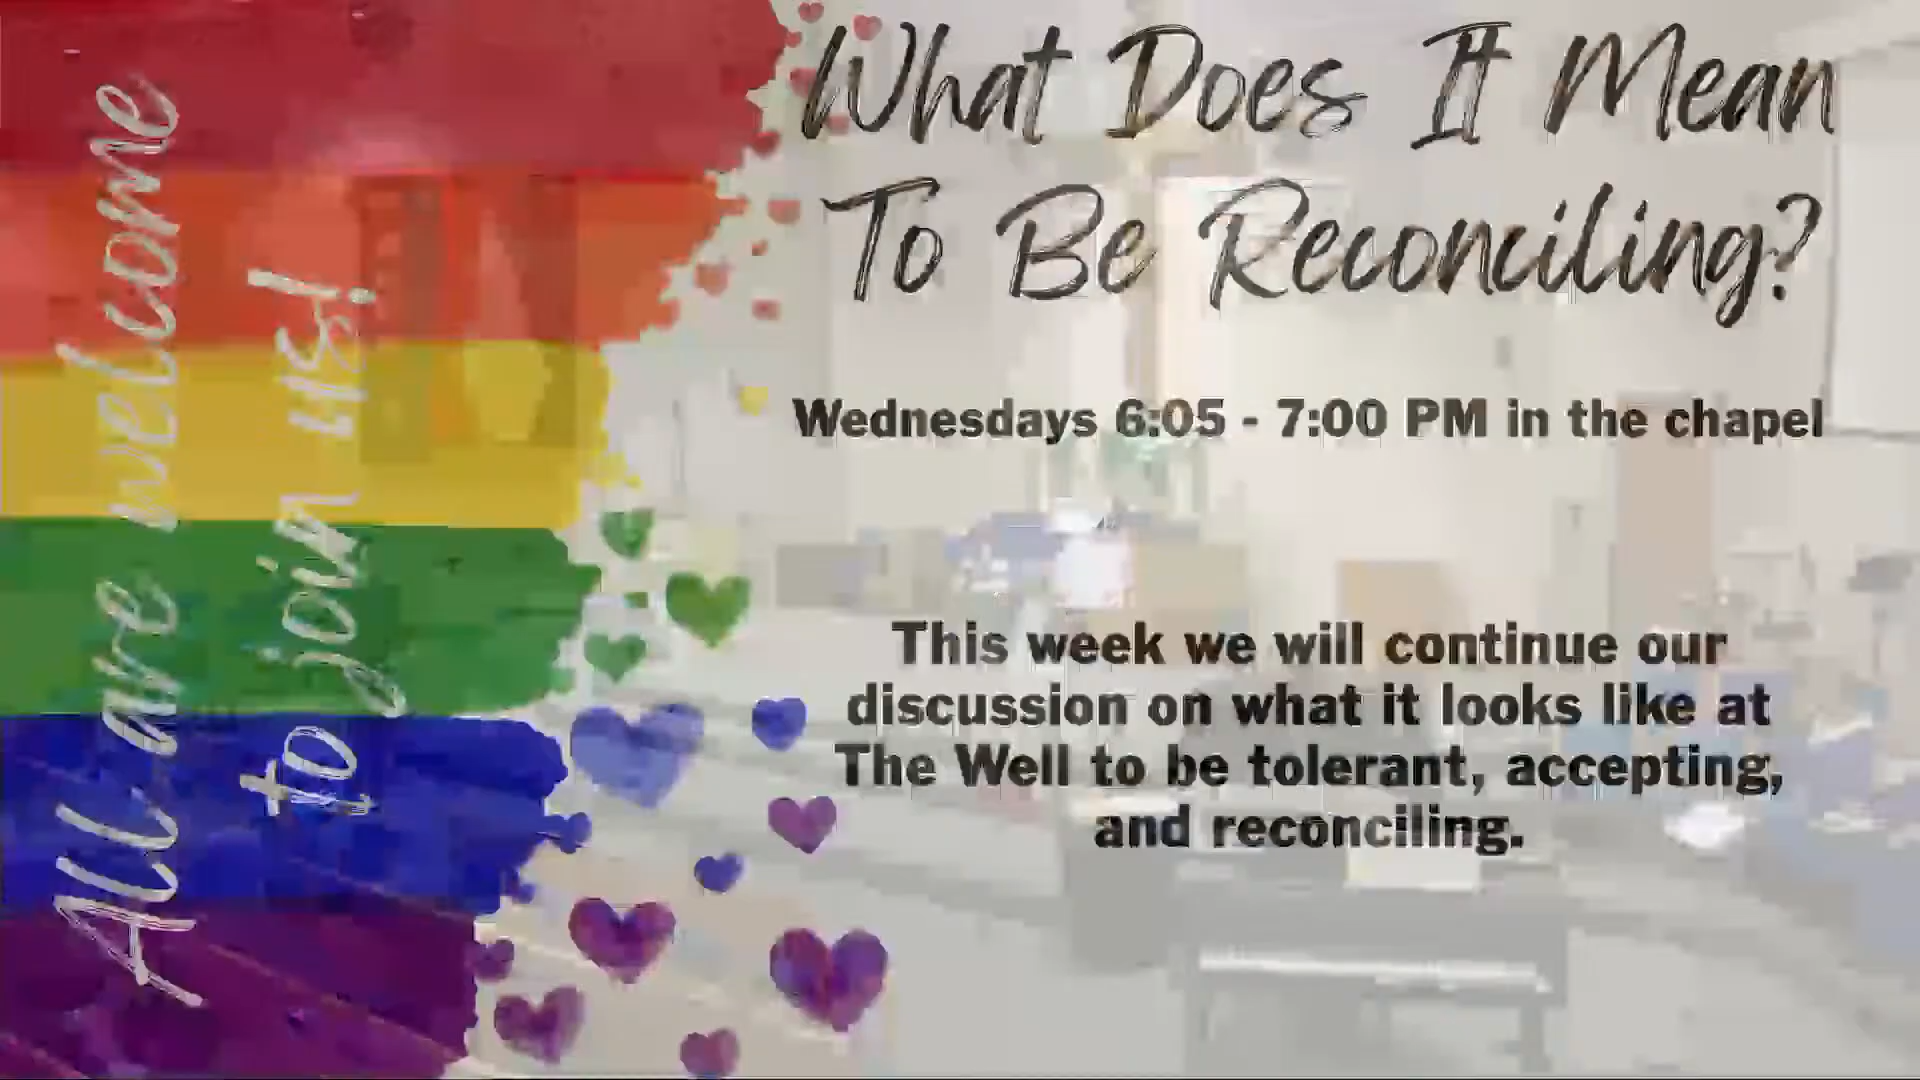 All are welcome
to join us!
What Does It Mean
To Be Reconciling?
Wednesdays 6:05 - 7:00 PM in the chapel
This week we will continue our
discussion on what it looks like at
The Well to be tolerant, accepting,
and reconciling.